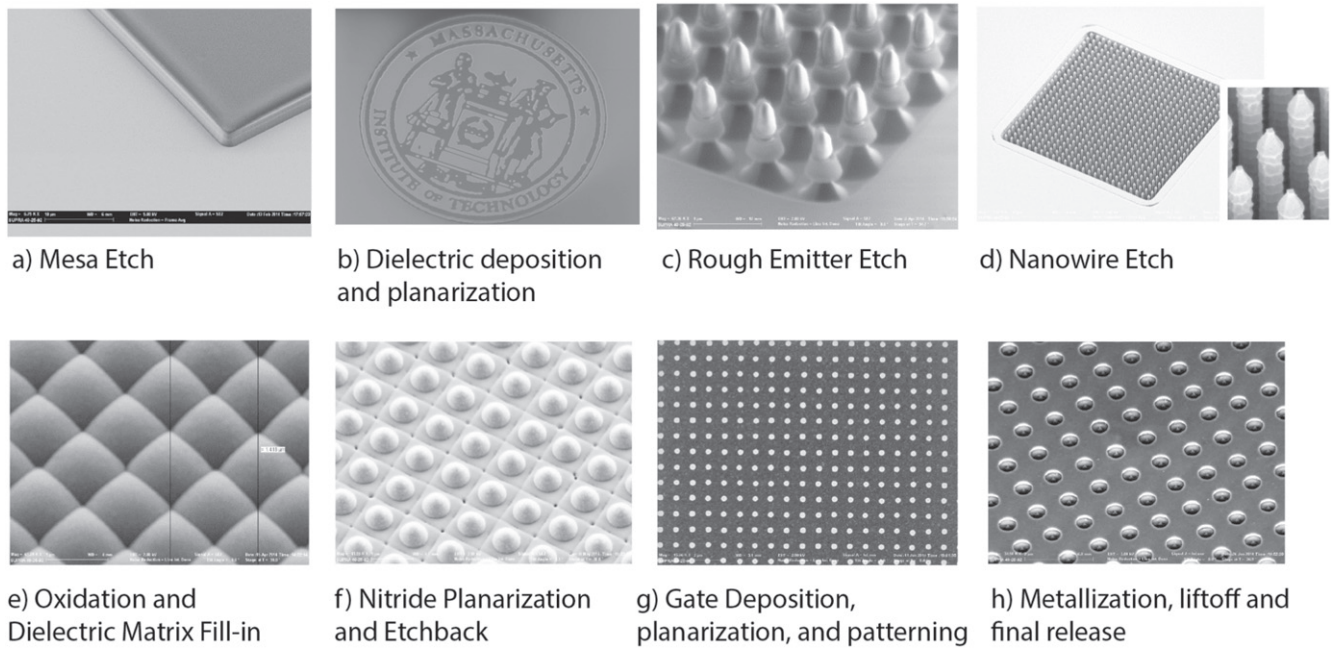 MASSACHUSETTS
INSTITUTE OF TECHNOLOGY
a) Mesa Etch
b) Dielectric deposition
and planarization
c) Rough Emitter Etch
d) Nanowire Etch
e) Oxidation and
Dielectric Matrix Fill-in
f) Nitride Planarization
and Etchback
g) Gate Deposition,
planarization, and patterning
h) Metallization, liftoff and
final release